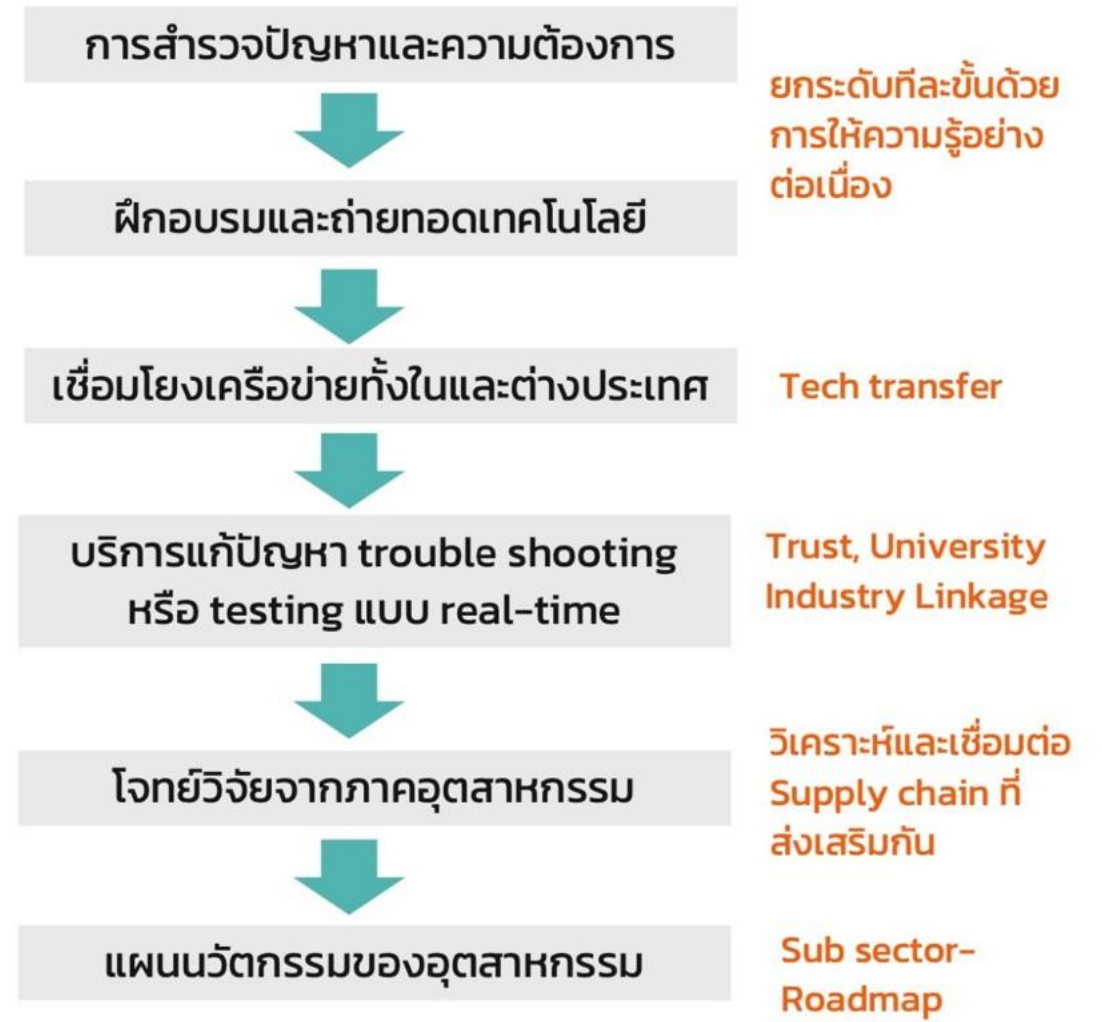 การสำรวจปัญหาและความต้องการ
ยกระดับทีละขั้นด้วย
การให้ความรู้อย่าง
ต่อเนื่อง
ฝึกอบรมและถ่ายทอดเทคโนโลยี
เชื่อมโยงเครือข่ายทั้งในและต่างประเทศ
Tech transfer
บริการแก้ปัญหา trouble shooting
หรือ testing แบบ real-time
Trust, University
Industry Linkage
โจทย์วิจัยจากภาคอุตสาหกรรม
วิเคราะห์และเชื่อมต่อ
Supply chain ที่
ส่งเสริมกัน
แผนนวัตกรรมของอุตสาหกรรม
Sub sector-
Roadmap